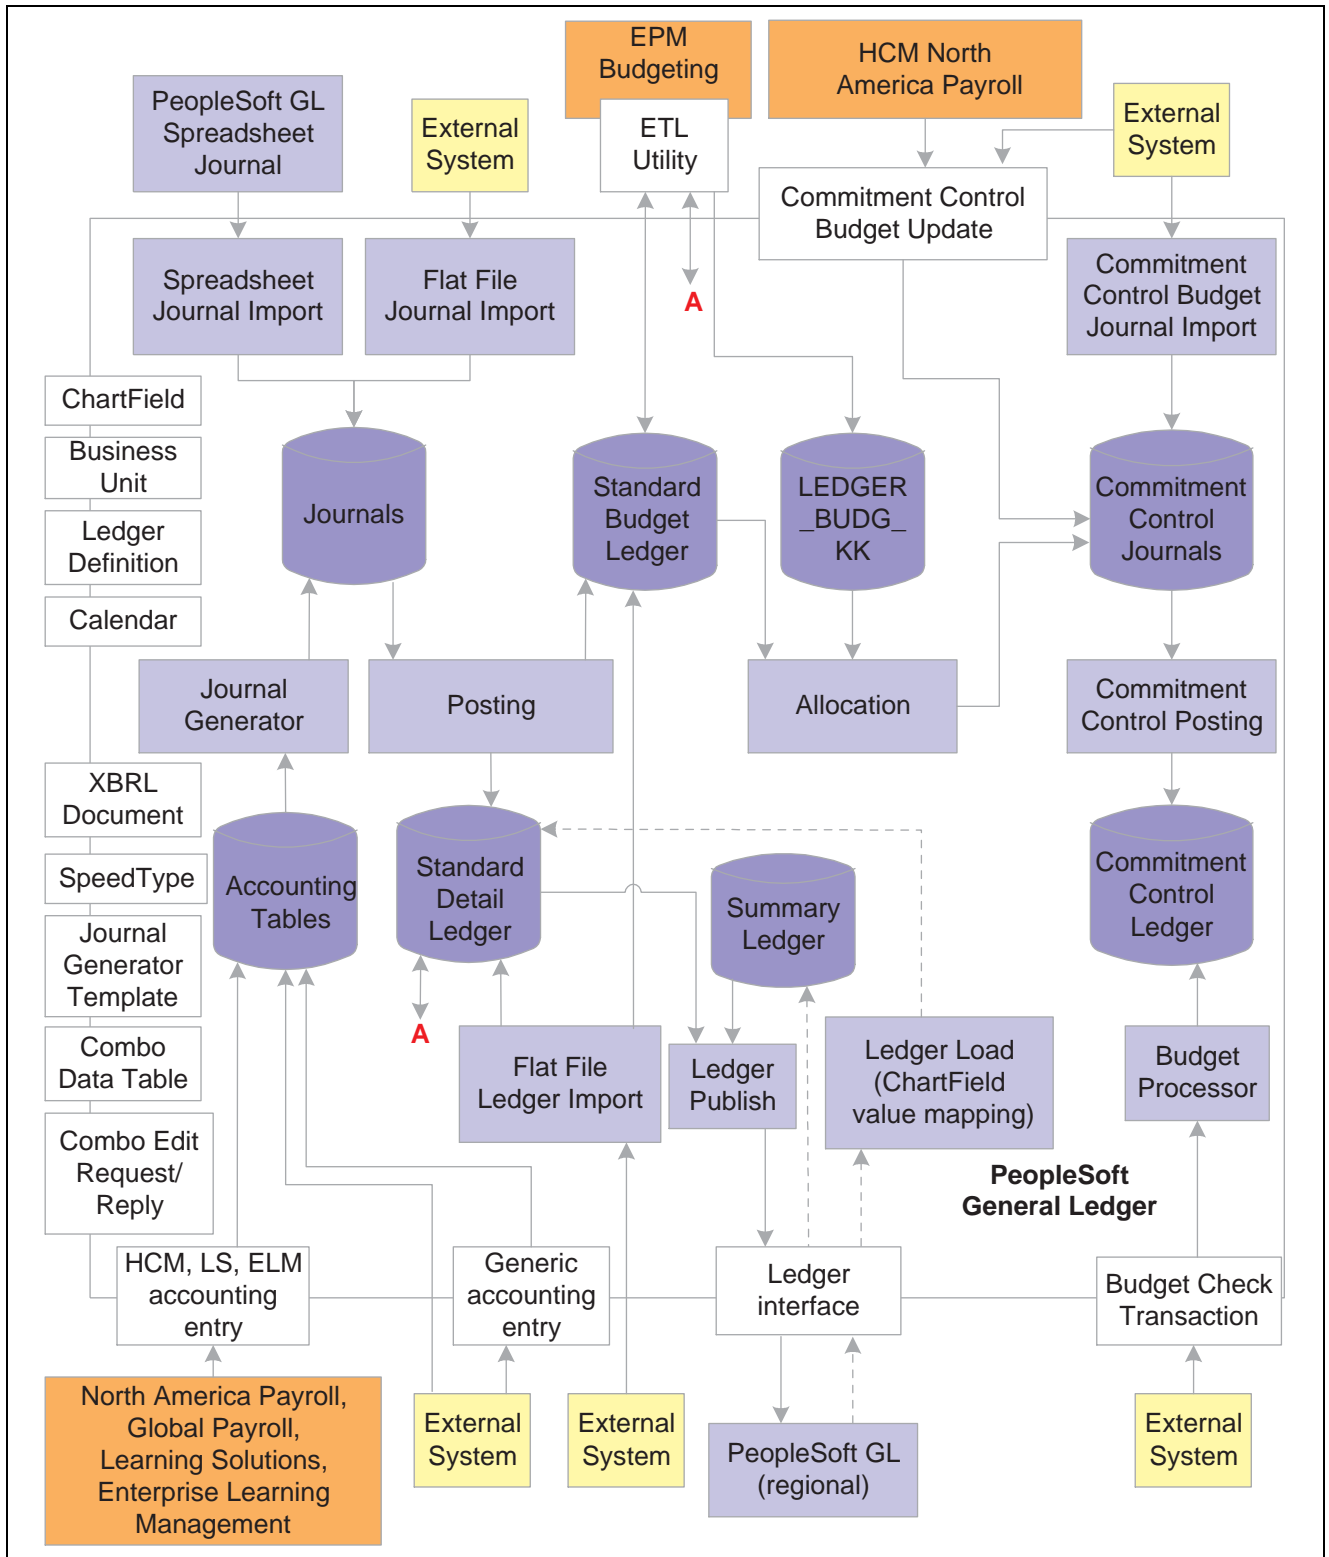 EPM
Budgeting
HCM North
America Payroll
PeopleSoft GL
Spreadsheet
Journal
External
System
ETL
Utility
External
System
Commitment Control
Budget Update
Spreadsheet
Journal Import
Flat File
Journal Import
A
Commitment
Control Budget
Journal Import
ChartField
Business
Unit
Ledger
Definition
Calendar
Journals
Standard
Budget
Ledger
LEDGER
_BUDG_
KK
Commitment
Control
Journals
Journal
Generator
Posting
Allocation
Commitment
Control Posting
XBRL
Document
SpeedType
Journal
Generator
Template
Combo
Data Table
Combo Edit
Request/
Reply
Accounting
Tables
Standard
Detail
Ledger
Summary
Ledger
Commitment
Control
Ledger
A
Flat File
Ledger Import
Ledger
Publish
Ledger Load
(ChartField
value mapping)
Budget
Processor
PeopleSoft
General Ledger
HCM, LS, ELM
accounting
entry
Generic
accounting
entry
Ledger
interface
Budget Check
Transaction
North America Payroll,
Global Payroll,
Learning Solutions,
Enterprise Learning
Management
External
System
External
System
PeopleSoft GL
(regional)
External
System